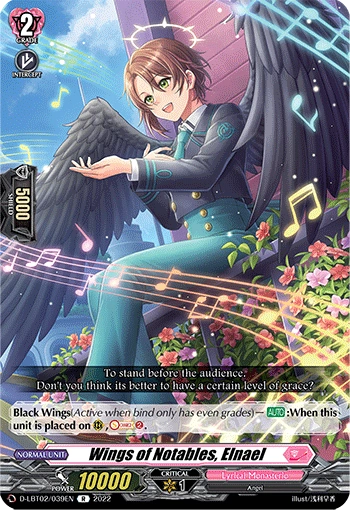 2
GRADE
INTERCEPT
5000
SHIELD
To stand before the audience.
Don't you think its better to have a certain level of grace?
Black Wings(Active when bind only has even grades)— AUTO :When this
unit is placed on
2
NORMAL UNIT
Wings of Notables, Elnael
Lyrical Monasterio
POWER
10000
CRITICAL
1
Angel
D-LBT02/039EN R 2022
illust/浅利早香